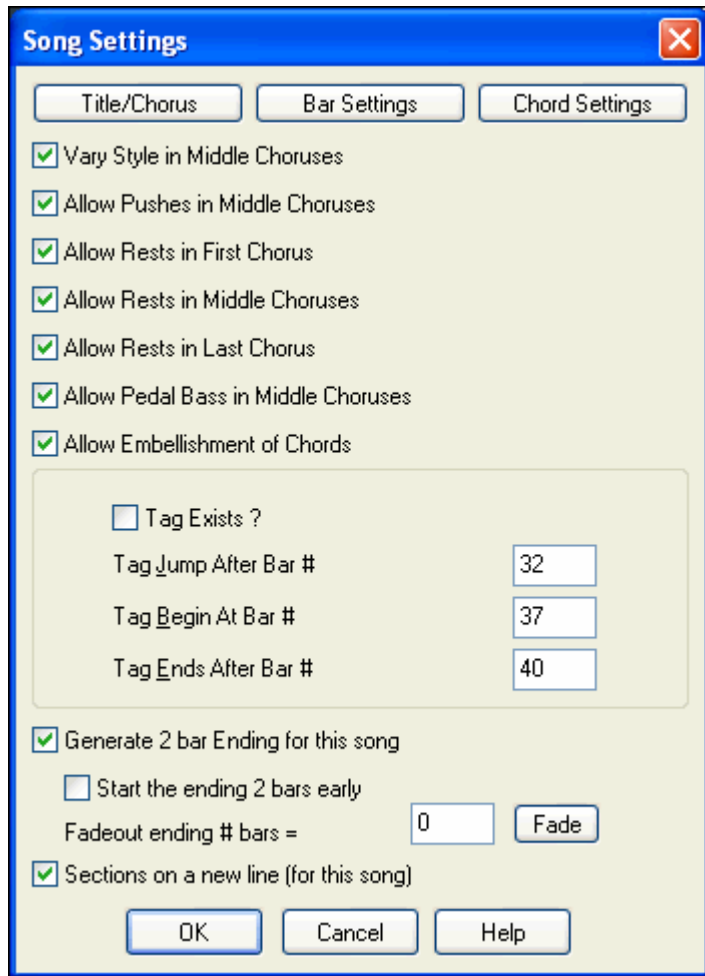 Song Settings
Title/Chorus Bar Settings Chord Settings
Vary Style in Middle Choruses
Allow Pushes in Middle Choruses
Allow Rests in First Chorus
Allow Rests in Middle Choruses
Allow Rests in Last Chorus
Allow Pedal Bass in Middle Choruses
Allow Embellishment of Chords
Tag Exists ?
Tag Jump After Bar # 32
Tag Begin At Bar # 37
Tag Ends After Bar # 40
Generate 2 bar Ending for this song
Start the ending 2 bars early
Fadeout ending # bars = 0 Fade
Sections on a new line (for this song)
OK Cancel Help